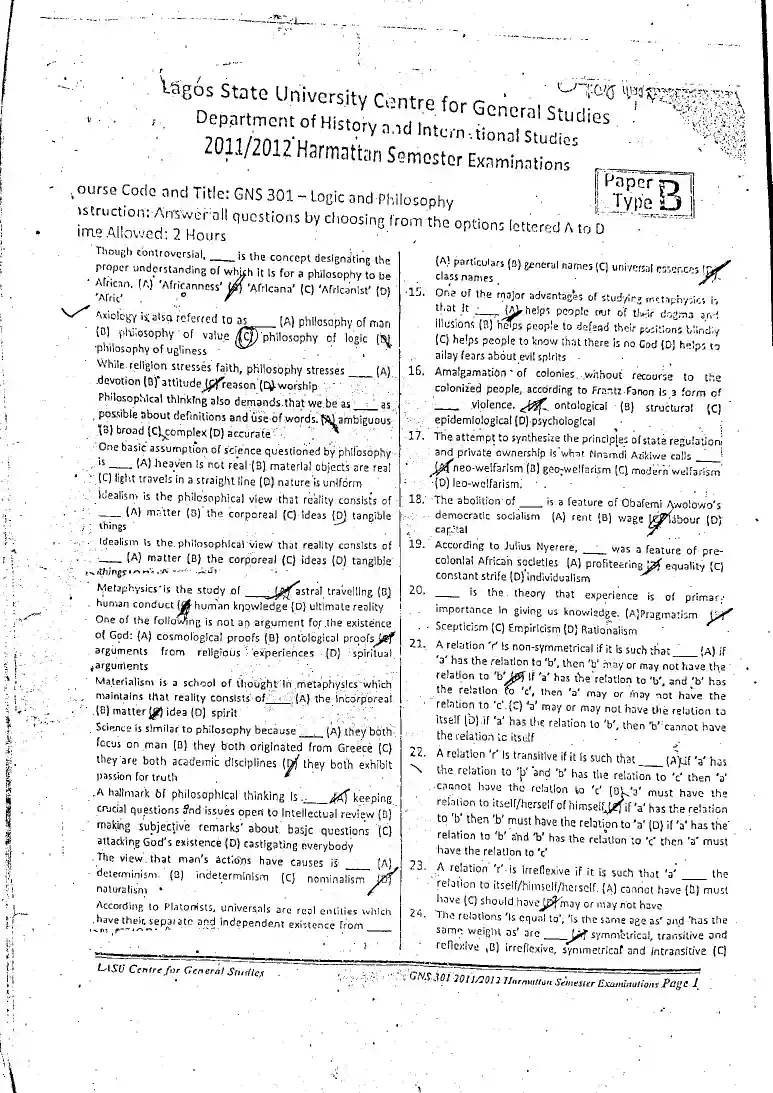 Lagos State University Centre for General Studies
Department of History and International Studies
2011/2012 Harmattan Semester Examinations
Paper
Type B
ourse Code and Title: GNS 301 – Logic and Philosophy
struction: Answer all questions by choosing from the options lettered A to D
ime Allowed: 2 Hours
Though controversial, ____ is the concept designating the
proper understanding of which it is for a philosophy to be
African. (A) 'Africanness' (B) 'Africana' (C) 'Africanist' (D)
'Afric'
Axiology is also referred to as ____ (A) philosophy of man
(B) philosophy of value (C) philosophy of logic (D)
philosophy of ugliness
While religion stresses faith, philosophy stresses ____ (A)
devotion (B) attitude (C) reason (D) worship
Philosophical thinking also demands that we be as ____ as
possible about definitions and use of words. (A) ambiguous
(B) broad (C) complex (D) accurate
One basic assumption of science questioned by philosophy
is ____ (A) heaven is not real (B) material objects are real
(C) light travels in a straight line (D) nature is uniform
Idealism is the philosophical view that reality consists of
____ (A) matter (B) the corporeal (C) ideas (D) tangible
things
Idealism is the philosophical view that reality consists of
____ (A) matter (B) the corporeal (C) ideas (D) tangible
things
Metaphysics is the study of ____ (A) astral travelling (B)
human conduct (C) human knowledge (D) ultimate reality
One of the following is not an argument for the existence
of God: (A) cosmological proofs (B) ontological proofs (C)
arguments from religious experiences (D) spiritual
arguments
Materialism is a school of thought in metaphysics which
maintains that reality consists of ____ (A) the incorporeal
(B) matter (C) idea (D) spirit
Science is similar to philosophy because ____ (A) they both
focus on man (B) they both originated from Greece (C)
they are both academic disciplines (D) they both exhibit
passion for truth
A hallmark of philosophical thinking is ____ (A) keeping
crucial questions and issues open to intellectual review (B)
making subjective remarks about basic questions (C)
attacking God's existence (D) castigating everybody
The view that man's actions have causes is ____ (A)
determinism (B) indeterminism (C) nominalism (D)
naturalism
According to Platonists, universals are real entities which
have their separate and independent existence from ____
(A) particulars (B) general names (C) universal essences (D)
class names
15. One of the major advantages of studying metaphysics is
that it ____ (A) helps people out of their dogma and
illusions (B) helps people to defend their positions blindly
(C) helps people to know that there is no God (D) helps to
allay fears about evil spirits
16. Amalgamation of colonies without recourse to the
colonized people, according to Frantz Fanon is a form of
____ violence. (A) ontological (B) structural (C)
epidemiological (D) psychological
17. The attempt to synthesize the principles of state regulation
and private ownership is what Nnamdi Azikiwe calls ____
(A) neo-welfarism (B) geo-welfarism (C) modern welfarism
(D) leo-welfarism.
18. The abolition of ____ is a feature of Obafemi Awolowo's
democratic socialism (A) rent (B) wage (C) labour (D)
capital
19. According to Julius Nyerere, ____ was a feature of pre-
colonial African societies (A) profiteering (B) equality (C)
constant strife (D) individualism
20. ____ is the theory that experience is of primary
importance in giving us knowledge. (A) Pragmatism (B)
Scepticism (C) Empiricism (D) Rationalism
21. A relation 'r' is non-symmetrical if it is such that ____ (A) if
'a' has the relation to 'b', then 'b' may or may not have the
relation to 'b' (B) if 'a' has the relation to 'b', and 'b' has
the relation to 'c', then 'a' may or may not have the
relation to 'c' (C) 'a' may or may not have the relation to
itself (D) if 'a' has the relation to 'b', then 'b' cannot have
the relation to itself
22. A relation 'r' is transitive if it is such that ____ (A) if 'a' has
the relation to 'b' and 'b' has the relation to 'c' then 'a'
cannot have the relation to 'c' (B) 'a' must have the
relation to itself/herself of himself (C) if 'a' has the relation
to 'b' then 'b' must have the relation to 'a' (D) if 'a' has the
relation to 'b' and 'b' has the relation to 'c' then 'a' must
have the relation to 'c'
23. A relation 'r' is irreflexive if it is such that 'a' ____ the
relation to itself/himself/herself. (A) cannot have (B) must
have (C) should have (D) may or may not have
24. The relations 'is equal to', 'is the same age as' and 'has the
same weight as' are ____ (A) symmetrical, transitive and
reflexive (B) irreflexive, symmetrical and intransitive (C)
LASU Centre for General Studies
GNS 301 2011/2012 Harmattan Semester Examinations Page 1